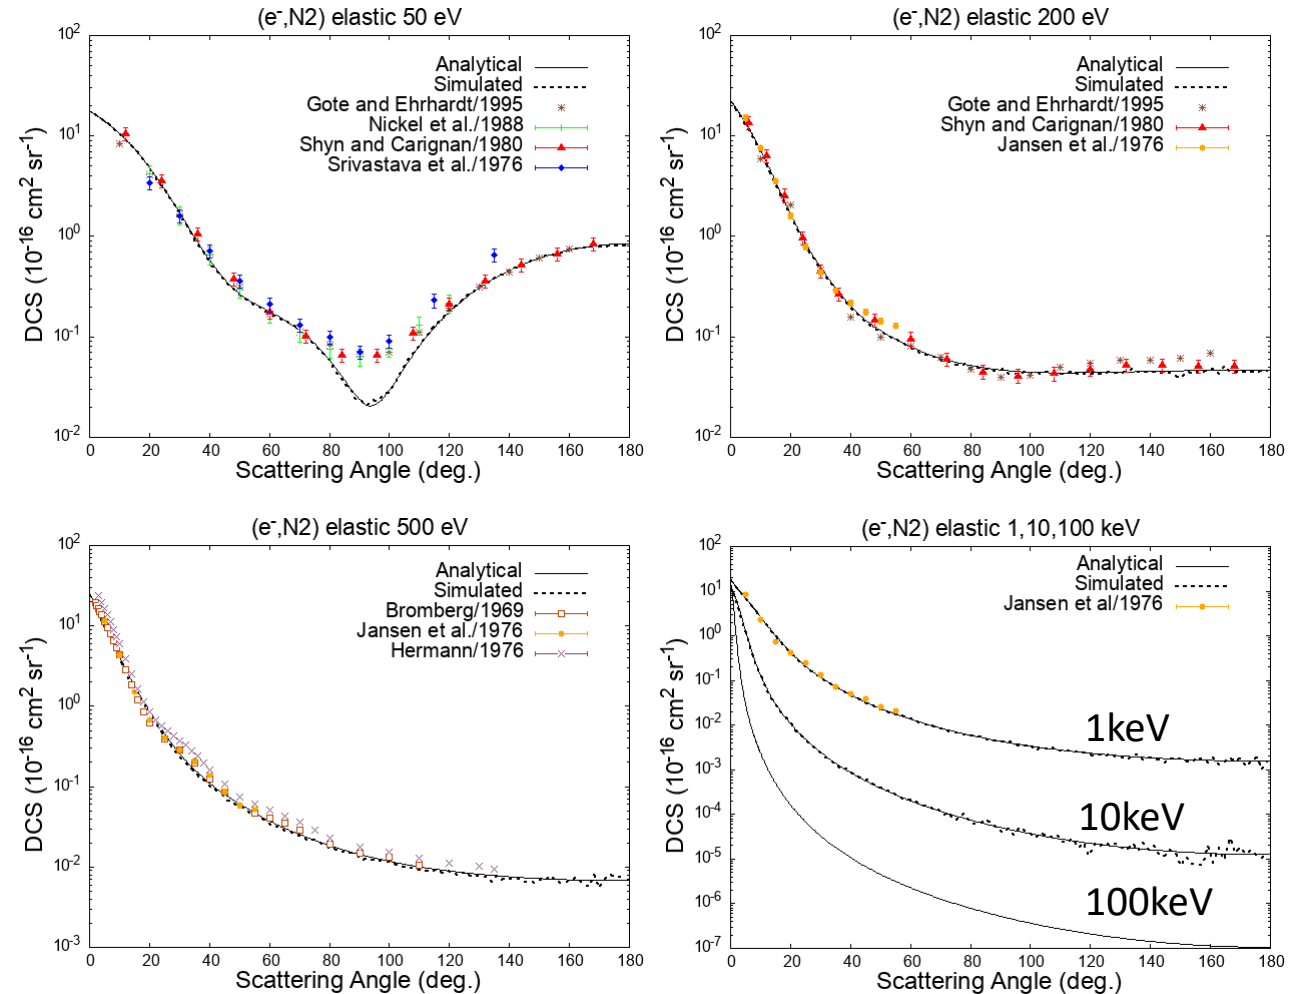 (e⁻,N2) elastic 50 eV
10²
10¹
10⁰
10⁻¹
10⁻²
DCS (10⁻¹⁶ cm² sr⁻¹)
Analytical
Simulated
Gote and Ehrhardt/1995
Nickel et al./1988
Shyn and Carignan/1980
Srivastava et al./1976
0 20 40 60 80 100 120 140 160 180
Scattering Angle (deg.)
(e⁻,N2) elastic 200 eV
10²
10¹
10⁰
10⁻¹
10⁻²
DCS (10⁻¹⁶ cm² sr⁻¹)
Analytical
Simulated
Gote and Ehrhardt/1995
Shyn and Carignan/1980
Jansen et al./1976
0 20 40 60 80 100 120 140 160 180
Scattering Angle (deg.)
(e⁻,N2) elastic 500 eV
10²
10¹
10⁰
10⁻¹
10⁻²
10⁻³
DCS (10⁻¹⁶ cm² sr⁻¹)
Analytical
Simulated
Bromberg/1969
Jansen et al./1976
Hermann/1976
0 20 40 60 80 100 120 140 160 180
Scattering Angle (deg.)
(e⁻,N2) elastic 1,10,100 keV
10²
10¹
10⁰
10⁻¹
10⁻²
10⁻³
10⁻⁴
10⁻⁵
10⁻⁶
10⁻⁷
DCS (10⁻¹⁶ cm² sr⁻¹)
Analytical
Simulated
Jansen et al/1976
1keV
10keV
100keV
0 20 40 60 80 100 120 140 160 180
Scattering Angle (deg.)